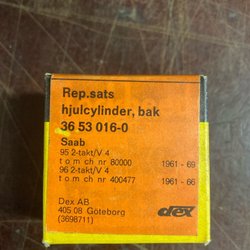 Rep.sats
hjulcylinder, bak
36 53 016-0
Saab
95 2-takt/V 4
t o m ch nr 80000 1961 - 69
96 2-takt/V 4
t o m ch nr 400477 1961 - 66
Dex AB
405 08 Göteborg
(3698711)
dex